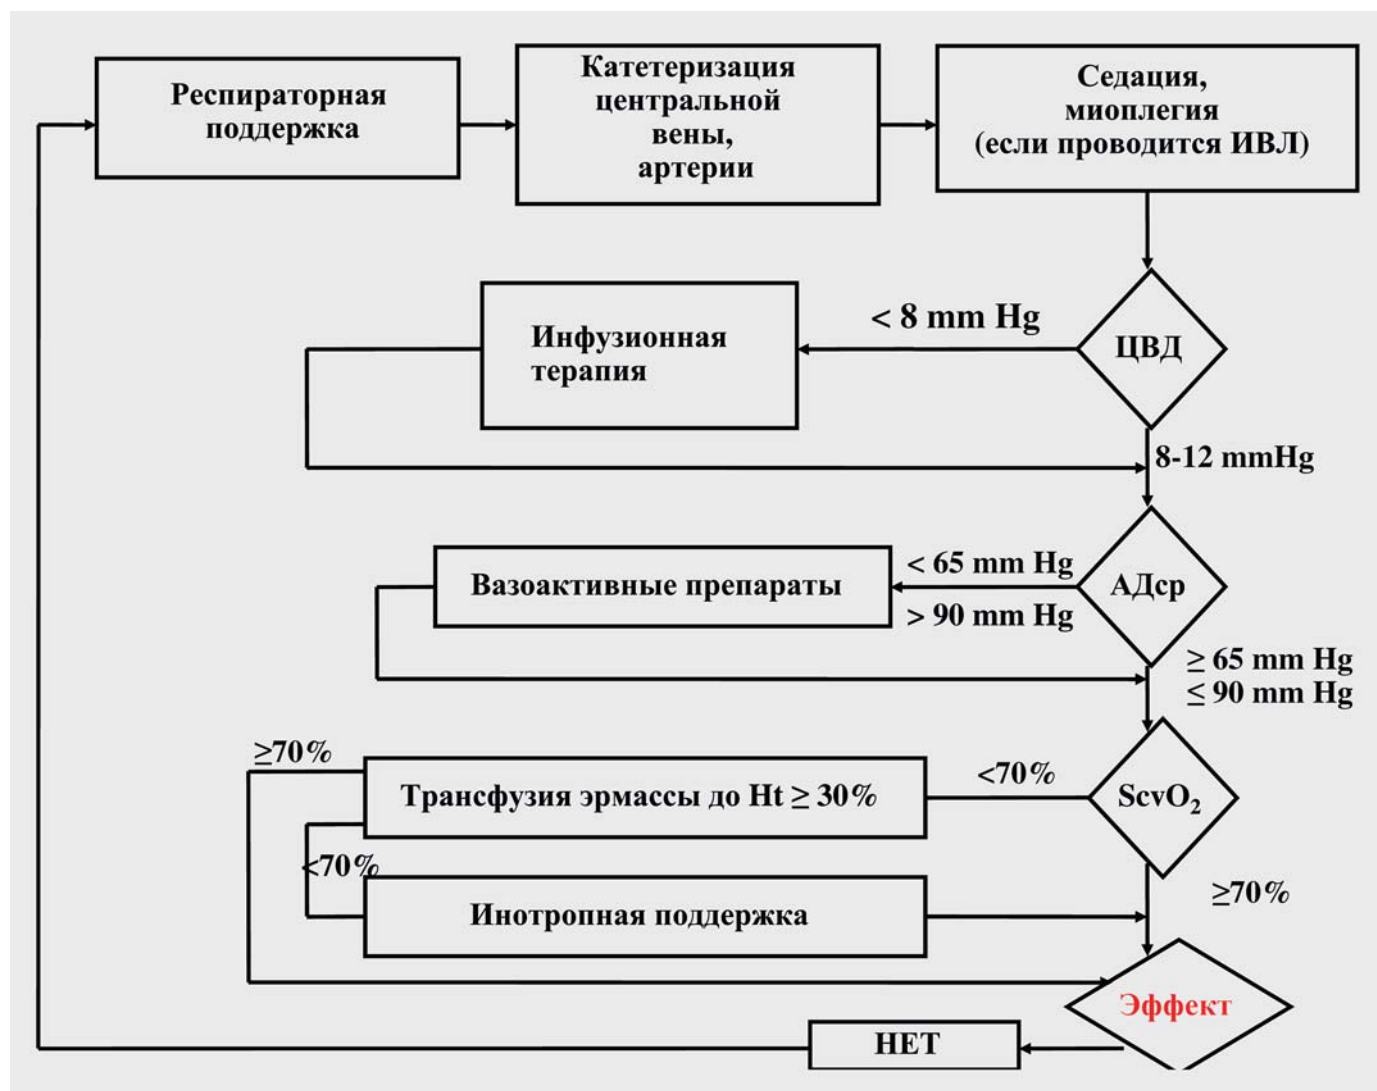 Респираторная
поддержка
Катетеризация
центральной
вены,
артерии
Седация,
миоплегия
(если проводится ИВЛ)
Инфузионная
терапия
< 8 mm Hg
ЦВД
8-12 mmHg
Вазоактивные препараты
< 65 mm Hg
> 90 mm Hg
АДср
≥ 65 mm Hg
≤ 90 mm Hg
≥70%
Трансфузия эрмассы до Ht ≥ 30%
<70%
ScvO₂
<70%
Инотропная поддержка
≥70%
Эффект
НЕТ